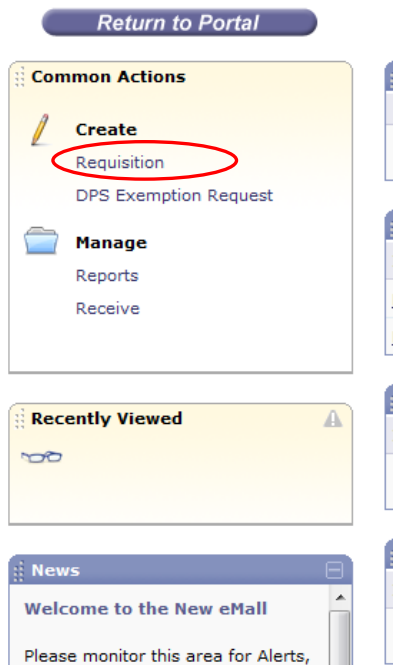 Return to Portal
Common Actions
Create
Requisition
DPS Exemption Request
Manage
Reports
Receive
Recently Viewed
News
Welcome to the New eMall
Please monitor this area for Alerts,